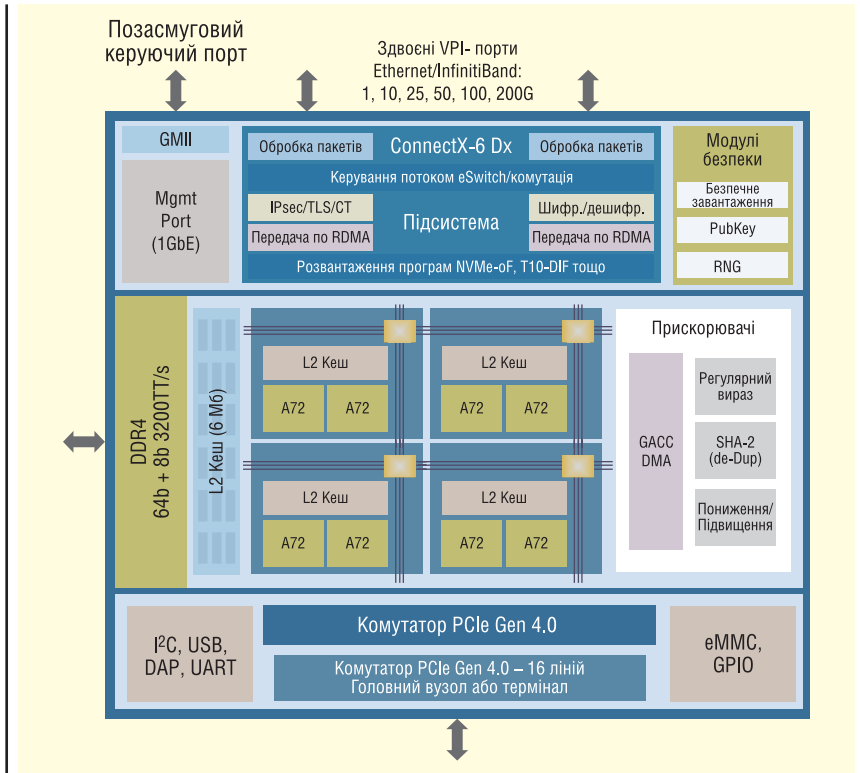 Позасмуговий
керуючий порт
Здвоєні VPI- порти
Ethernet/InfinitiBand:
1, 10, 25, 50, 100, 200G
GMII
Mgmt
Port
(1GbE)
Обробка пакетів
ConnectX-6 Dx
Обробка пакетів
Керування потоком eSwitch/комутація
IPsec/TLS/CT
Підсистема
Шифр./дешифр.
Передача по RDMA
Передача по RDMA
Розвантаження програм NVMe-oF, T10-DIF тощо
Модулі
безпеки
Безпечне
завантаження
PubKey
RNG
DDR4
64b + 8b 3200TT/s
L2 Кеш (6 Мб)
L2 Кеш
A72
A72
L2 Кеш
A72
A72
L2 Кеш
A72
A72
L2 Кеш
A72
A72
Прискорювачі
GACC
DMA
Регулярний
вираз
SHA-2
(de-Dup)
Пониження/
Підвищення
I²C, USB,
DAP, UART
Комутатор PCIe Gen 4.0
Комутатор PCIe Gen 4.0 – 16 ліній
Головний вузол або термінал
eMMC,
GPIO